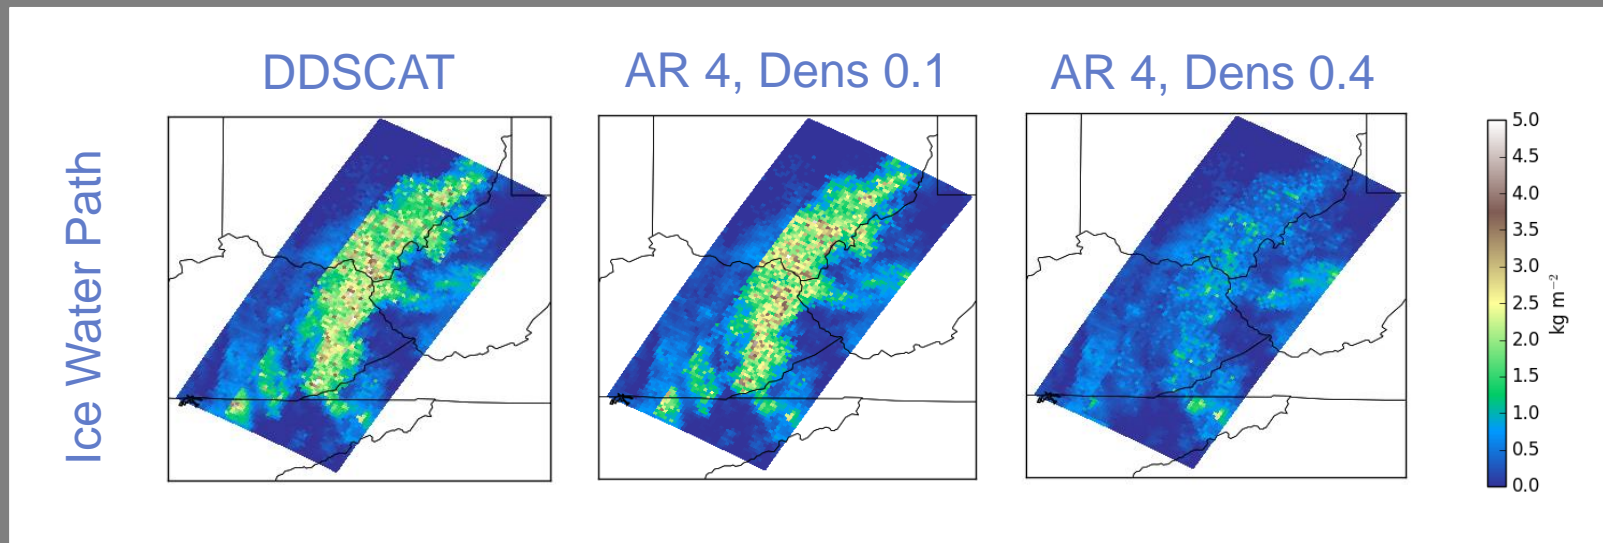 DDSCAT
AR 4, Dens 0.1
AR 4, Dens 0.4
Ice Water Path
5.0
4.5
4.0
3.5
3.0
2.5
2.0
1.5
1.0
0.5
0.0
kg m⁻²